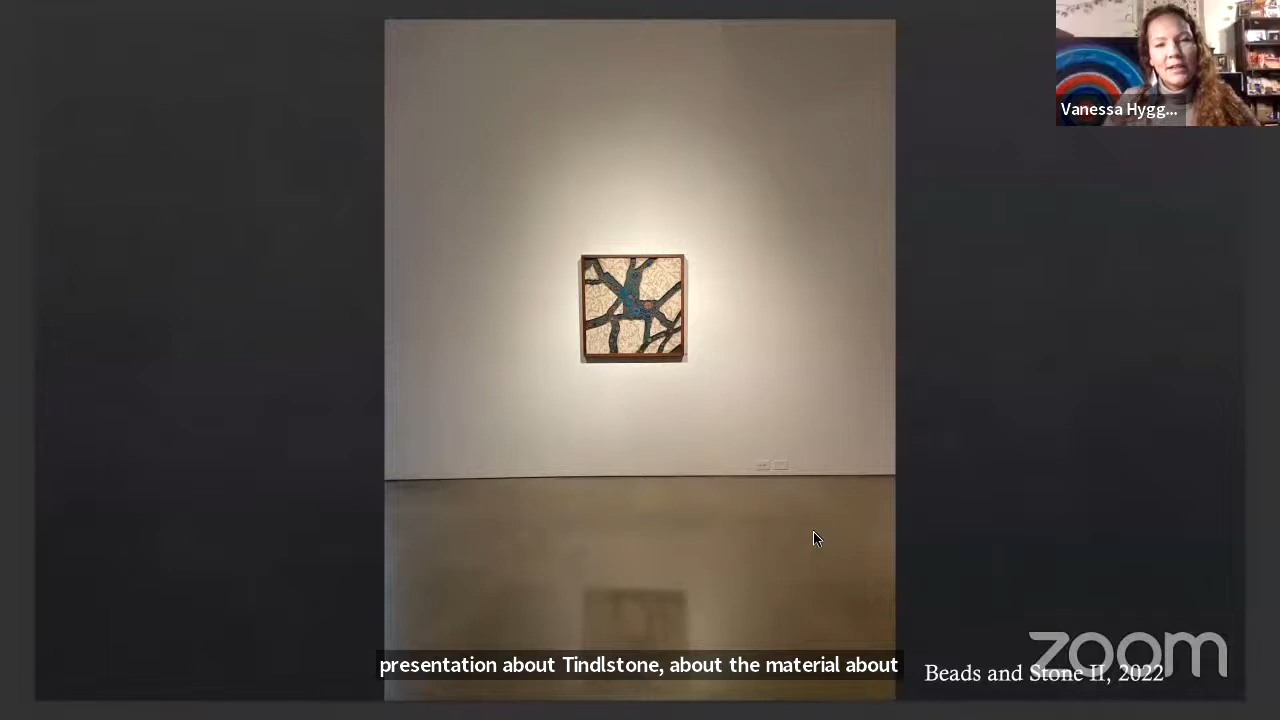 Vanessa Hygg...
zoom
presentation about Tindlstone, about the material about
Beads and Stone II, 2022